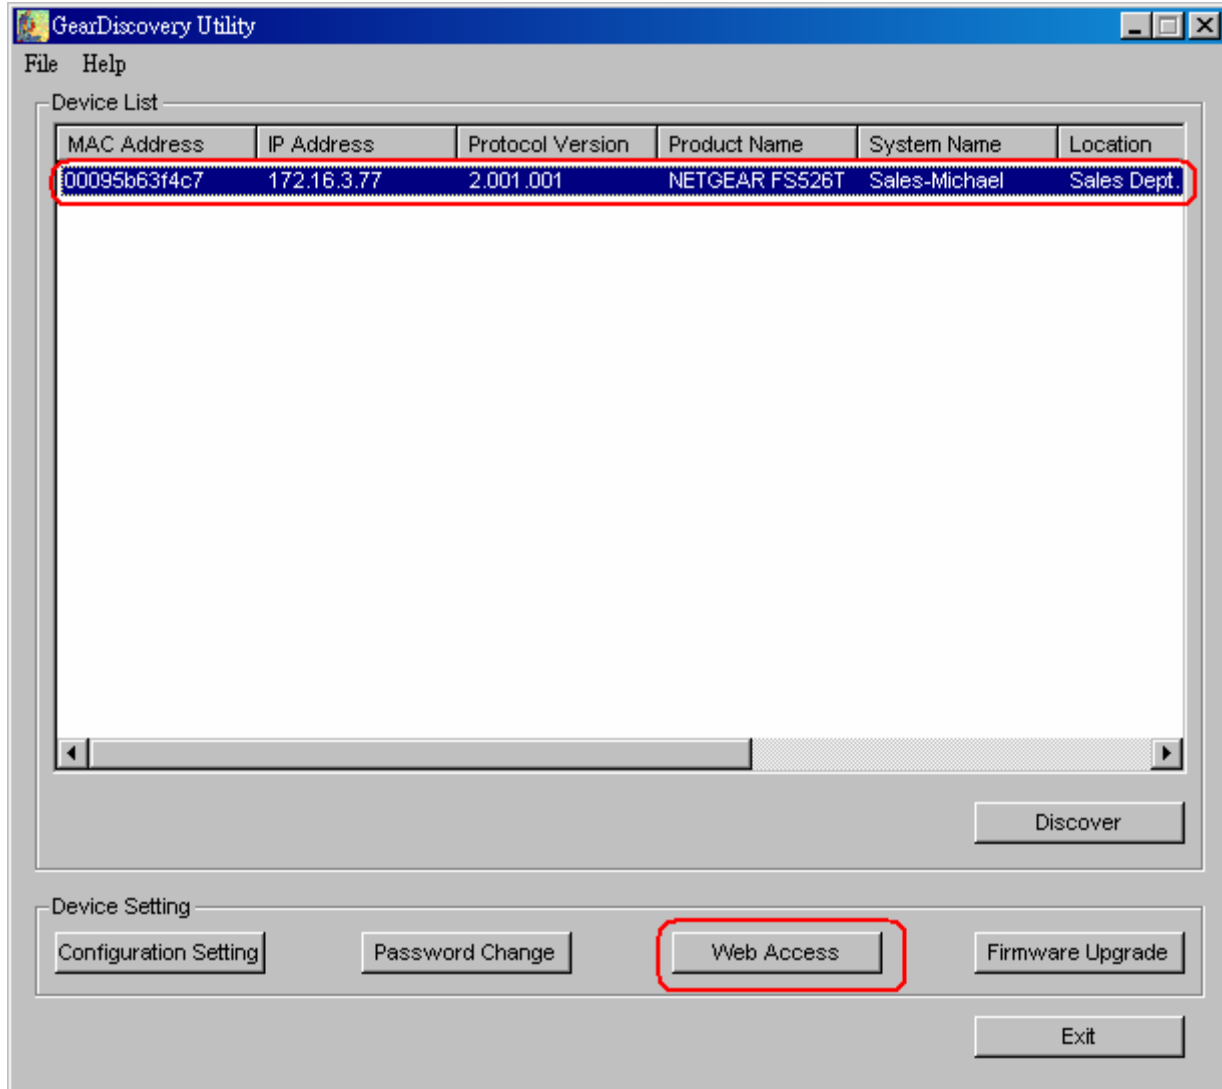 GearDiscovery Utility
File Help
Device List
MAC Address IP Address Protocol Version Product Name System Name Location
00095b63f4c7 172.16.3.77 2.001.001 NETGEAR FS526T Sales-Michael Sales Dept.
Discover
Device Setting
Configuration Setting Password Change Web Access Firmware Upgrade
Exit